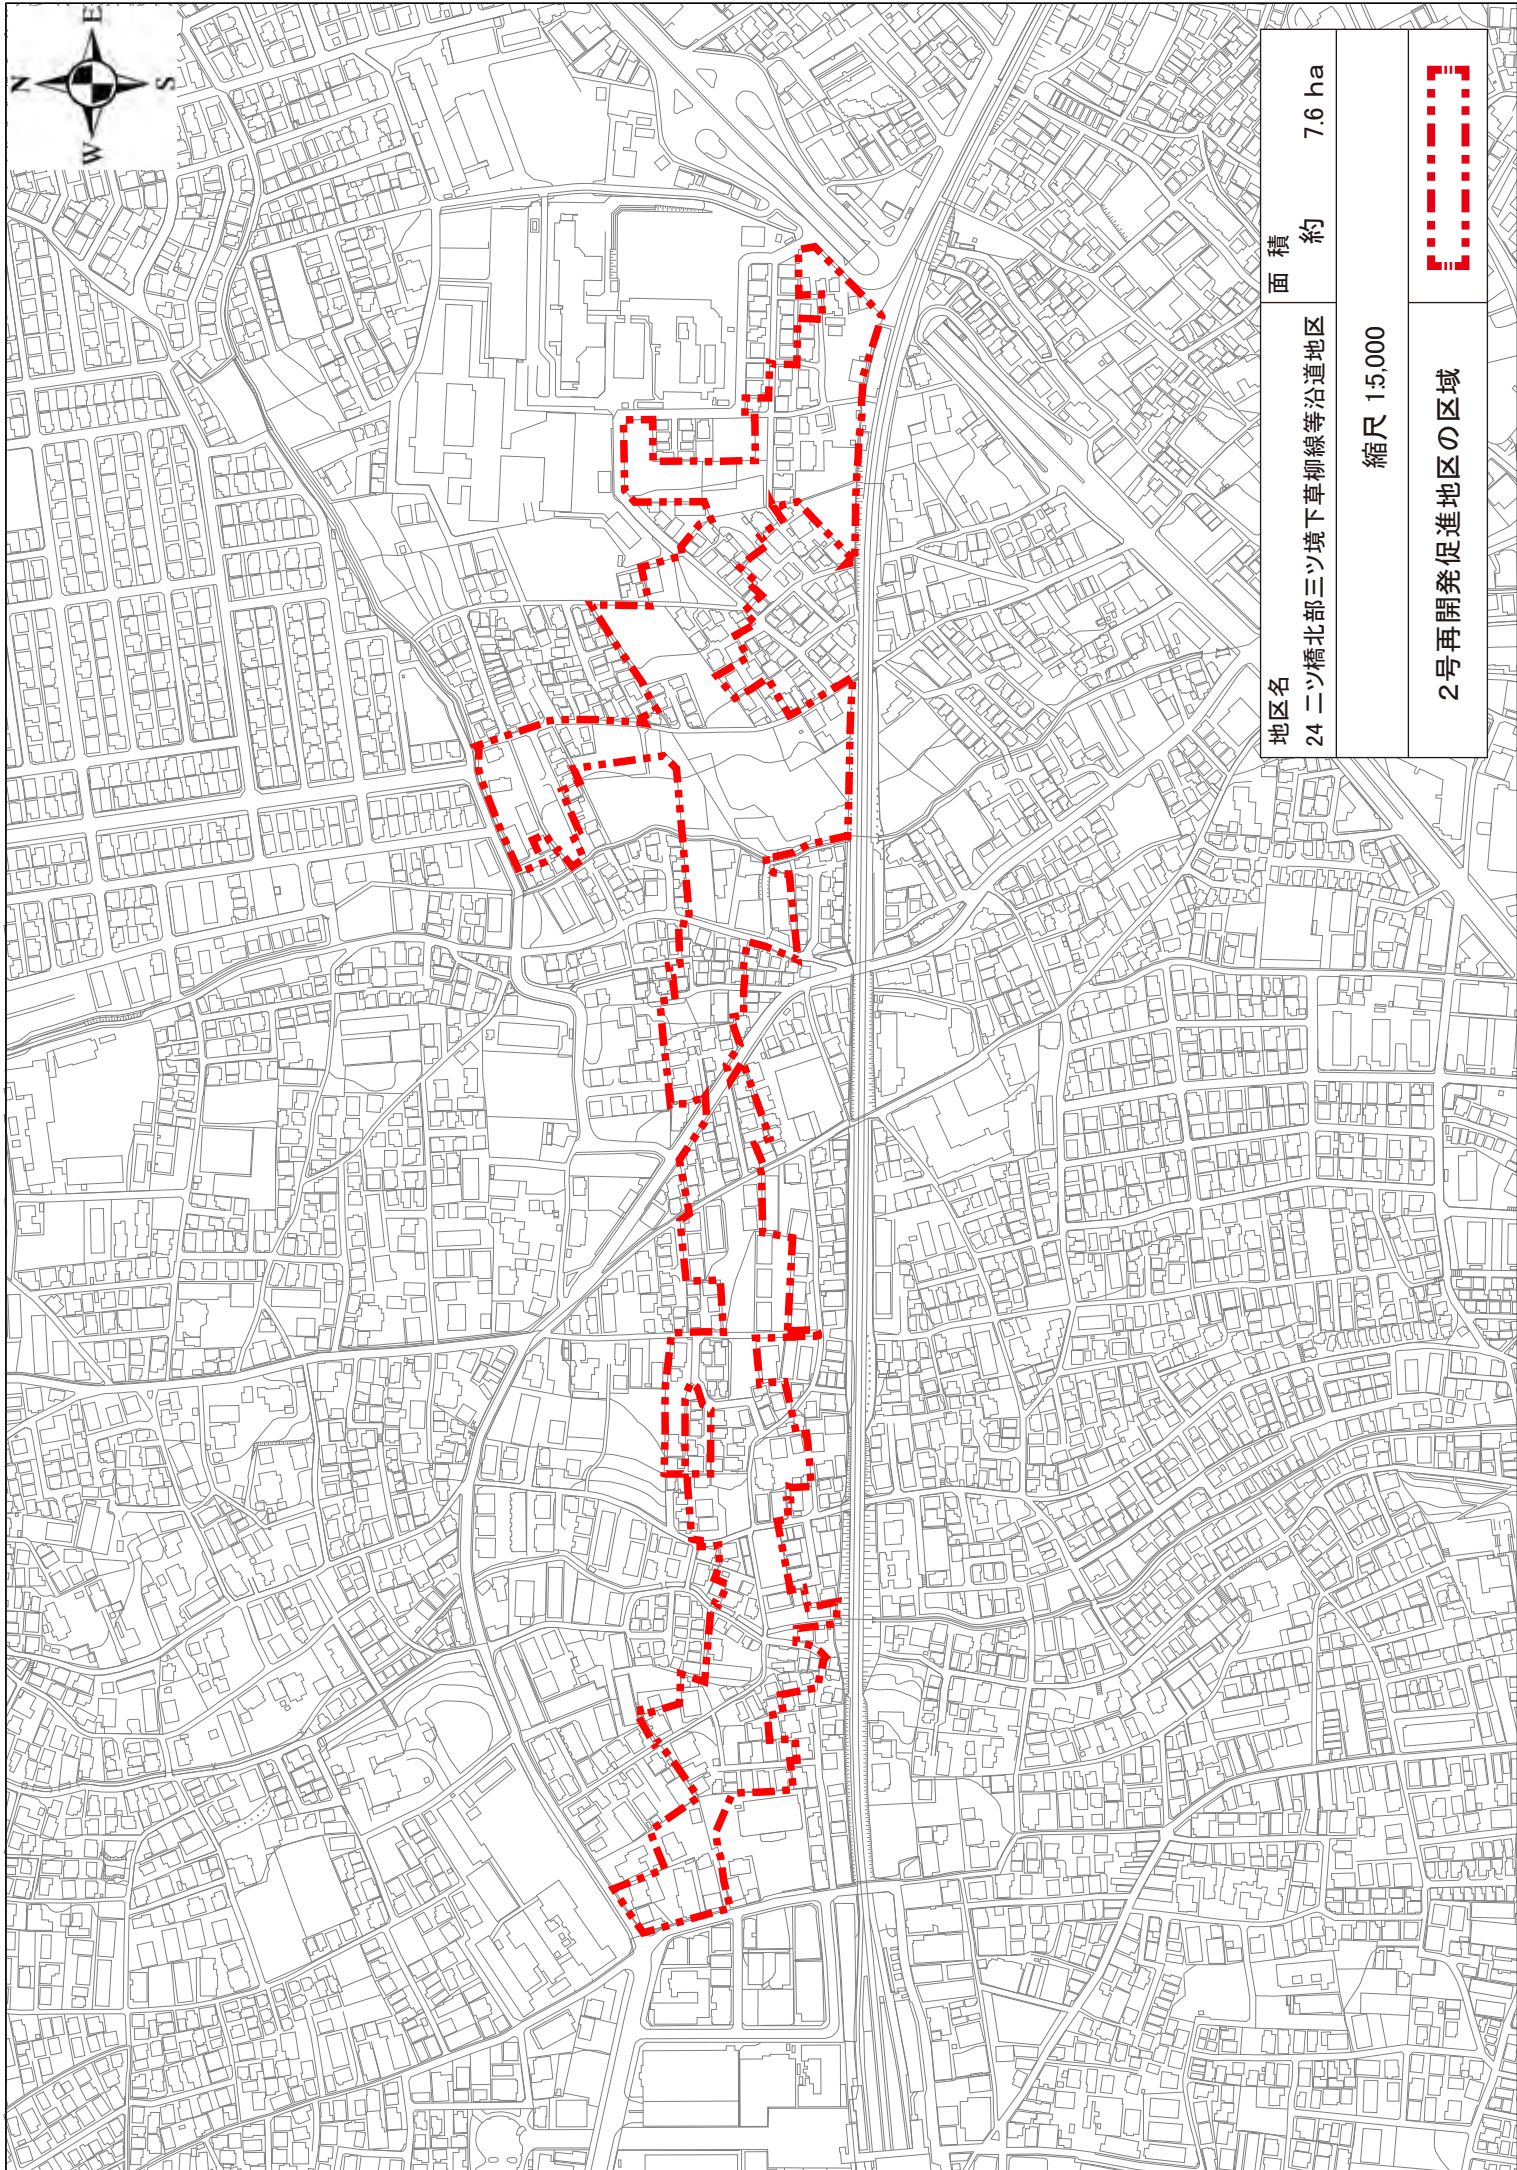 N
E
S
W
地区名
24 二ツ橋北部三ツ境下草柳線等沿道地区
面 積
約 7.6 ha
縮尺 1:5,000
2号再開発促進地区の区域